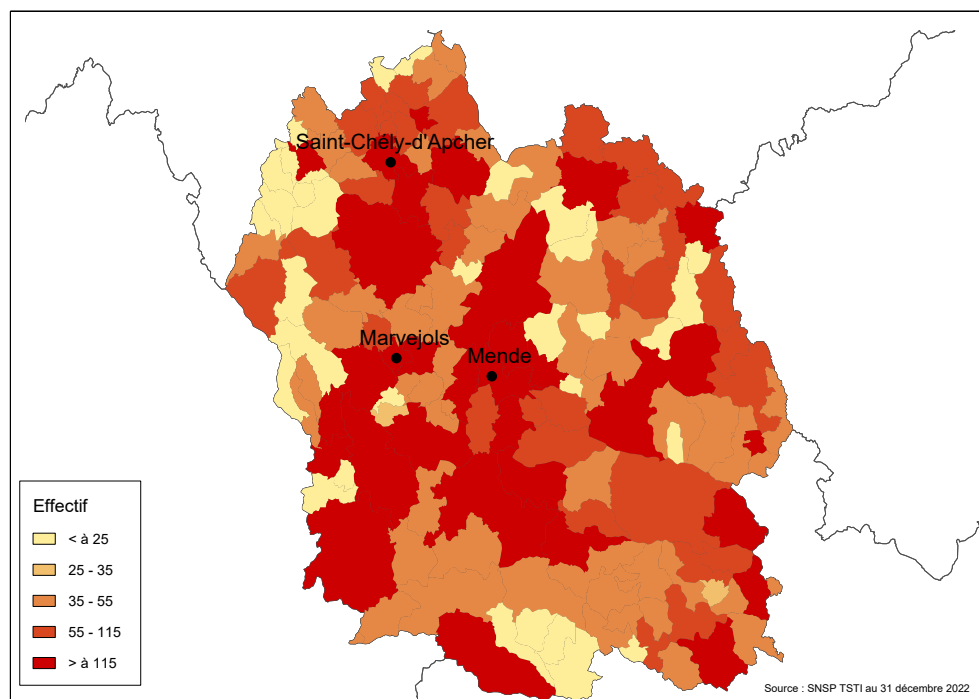 Saint-Chély-d'Apcher
Marvejols
Mende
Effectif
< à 25
25 - 35
35 - 55
55 - 115
> à 115
Source : SNSP TSTI au 31 décembre 2022